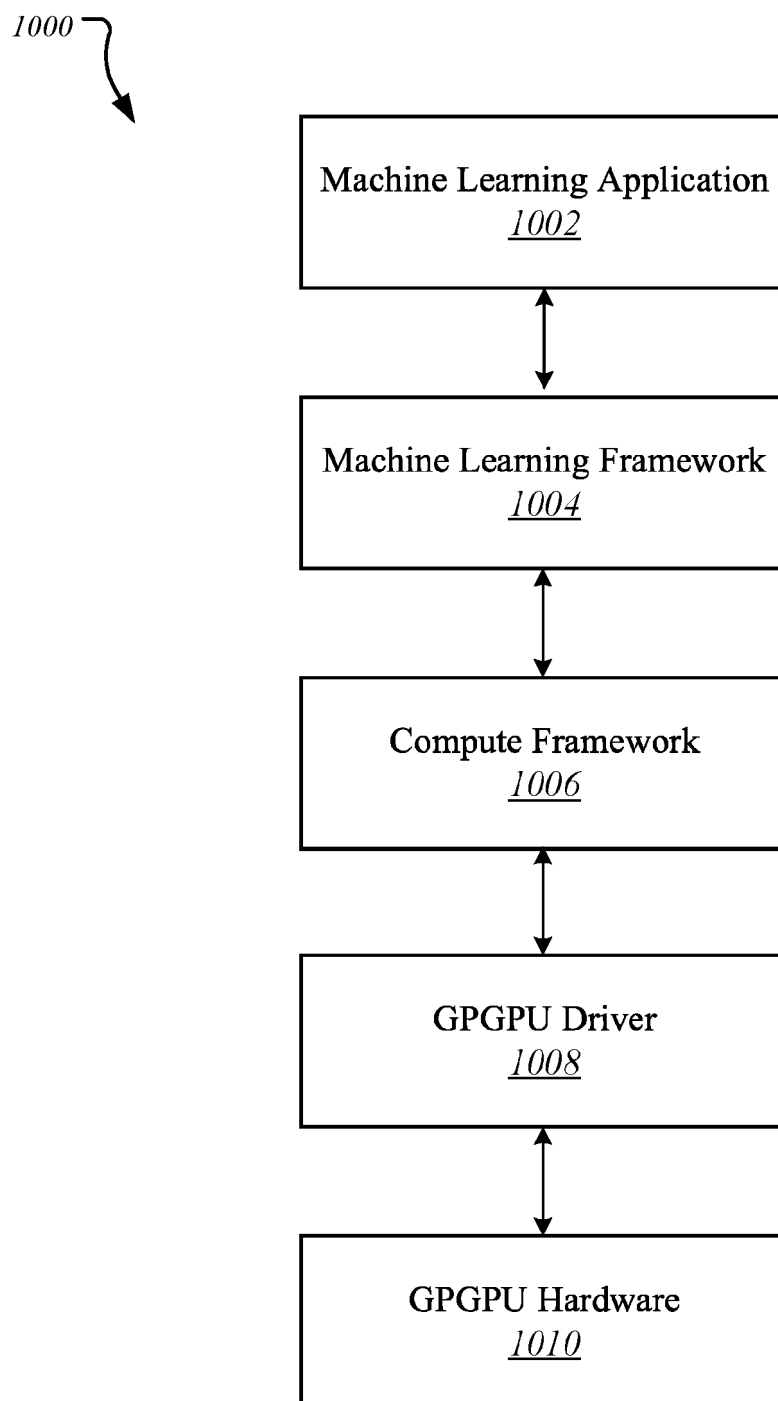 1000
Machine Learning Application
1002
Machine Learning Framework
1004
Compute Framework
1006
GPGPU Driver
1008
GPGPU Hardware
1010